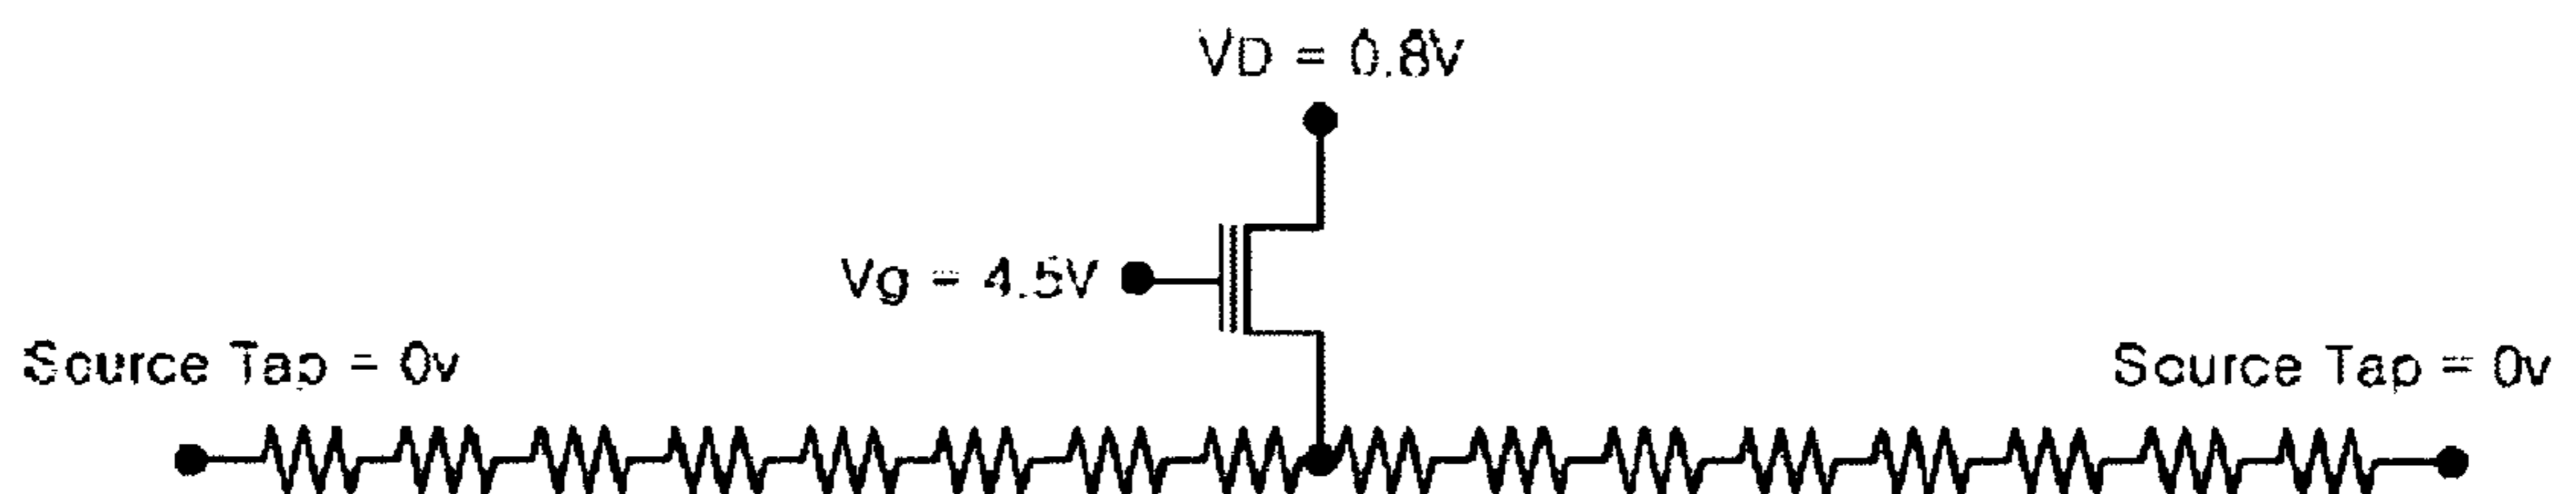 VD = 0.8V
Vg = 4.5V
Source Tap = 0v
Source Tap = 0v